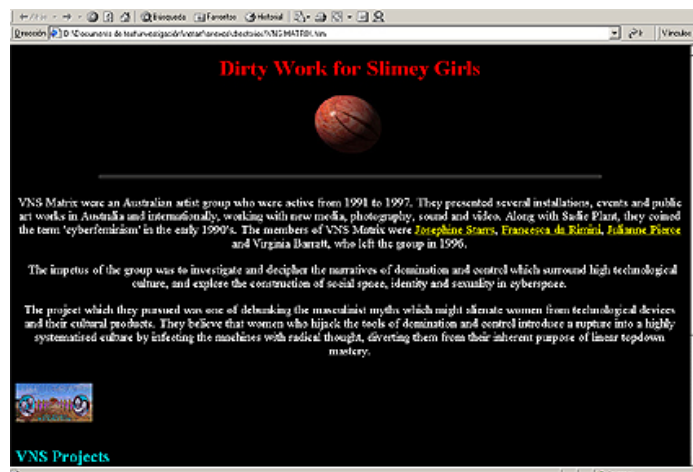 Búsqueda Favoritos Historial
Dirección VNS MATRIX.htm Vínculos
Dirty Work for Slimey Girls
VNS Matrix were an Australian artist group who were active from 1991 to 1997. They presented several installations, events and public
art works in Australia and internationally, working with new media, photography, sound and video. Along with Sadie Plant, they coined
the term 'cyberfeminism' in the early 1990's. The members of VNS Matrix were Josephine Starrs, Francesca da Rimini, Julianne Pierce
and Virginia Barratt, who left the group in 1996.
The impetus of the group was to investigate and decipher the narratives of domination and control which surround high technological
culture, and explore the construction of social space, identity and sexuality in cyberspace.
The project which they pursued was one of debunking the masculinist myths which might alienate women from technological devices
and their cultural products. They believe that women who hijack the tools of domination and control introduce a rupture into a highly
systematised culture by infecting the machines with radical thought, diverting them from their inherent purpose of linear topdown
mastery.
VNS Projects